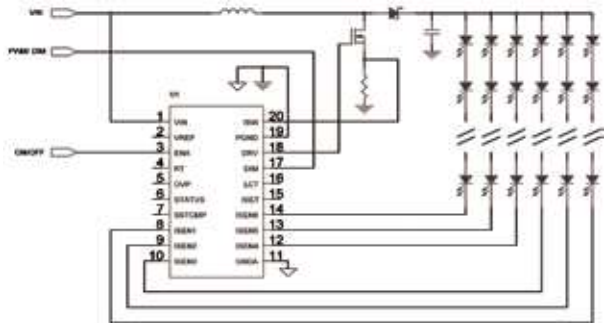 VIN
PWM DIM
ON/OFF
U1
1 VIN
2 VREF
3 ENA
4 RT
5 OVP
6 STATUS
7 SSTCMP
8 ISEN1
9 ISEN2
10 ISEN3
20
19 PGND
18 DRV
17 DIM
16 LCT
15 ISET
14 ISEN6
13 ISEN5
12 ISEN4
11 GNDA